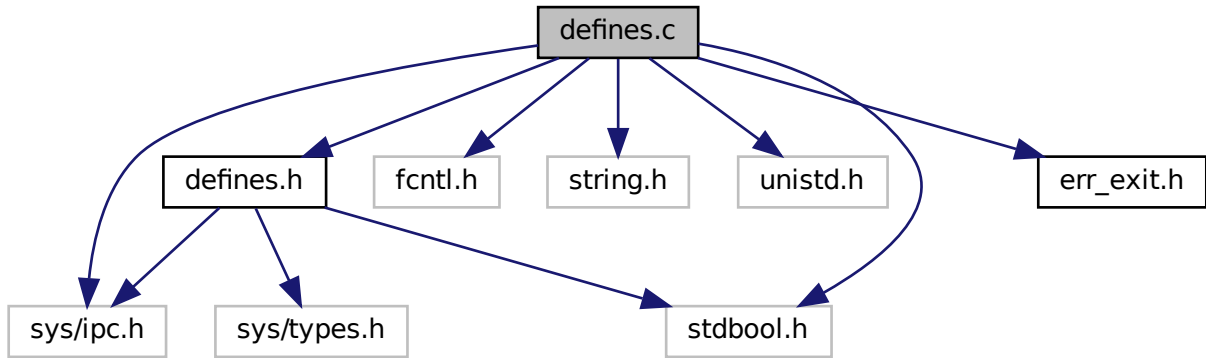 defines.c
defines.h
fcntl.h
string.h
unistd.h
err_exit.h
sys/ipc.h
sys/types.h
stdbool.h